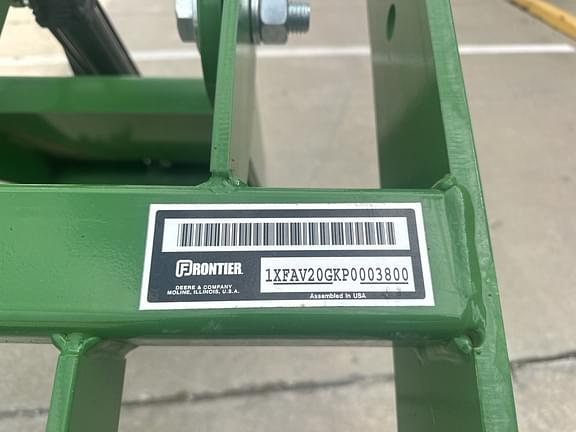 FRONTIER
DEERE & COMPANY
MOLINE, ILLINOIS, U.S.A.
1XFAV20GKP0003800
Assembled In USA